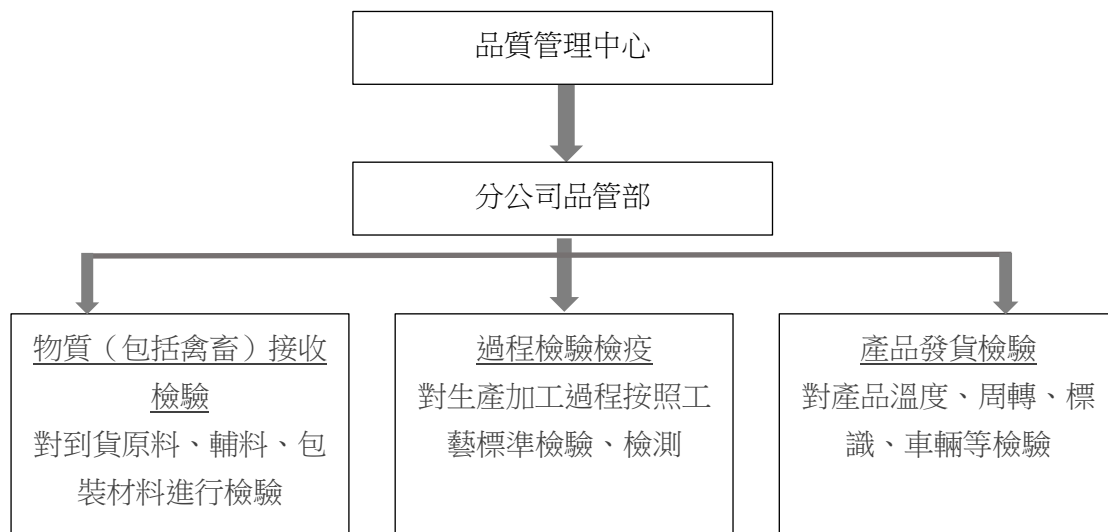 品質管理中心
分公司品管部
物質（包括禽畜）接收
檢驗
對到貨原料、輔料、包
裝材料進行檢驗
過程檢驗檢疫
對生產加工過程按照工
藝標準檢驗、檢測
產品發貨檢驗
對產品溫度、周轉、標
識、車輛等檢驗